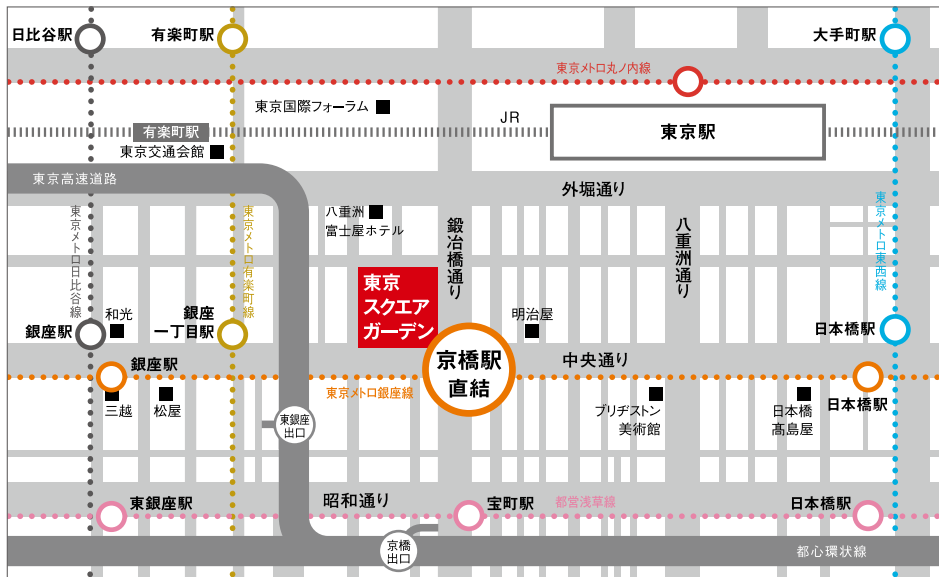 日比谷駅
有楽町駅
大手町駅
東京メトロ丸ノ内線
東京国際フォーラム
JR
有楽町駅
東京駅
東京交通会館
東京高速道路
外堀通り
東京メトロ日比谷線
東京メトロ有楽町線
八重洲
富士屋ホテル
鍛冶橋通り
八重洲通り
東京メトロ東西線
東京
スクエア
ガーデン
和光
銀座駅
銀座
一丁目駅
明治屋
日本橋駅
京橋駅
直結
中央通り
銀座駅
東京メトロ銀座線
三越
松屋
ブリヂストン
美術館
日本橋
髙島屋
日本橋駅
東銀座
出口
東銀座駅
昭和通り
宝町駅
都営浅草線
日本橋駅
京橋
出口
都心環状線